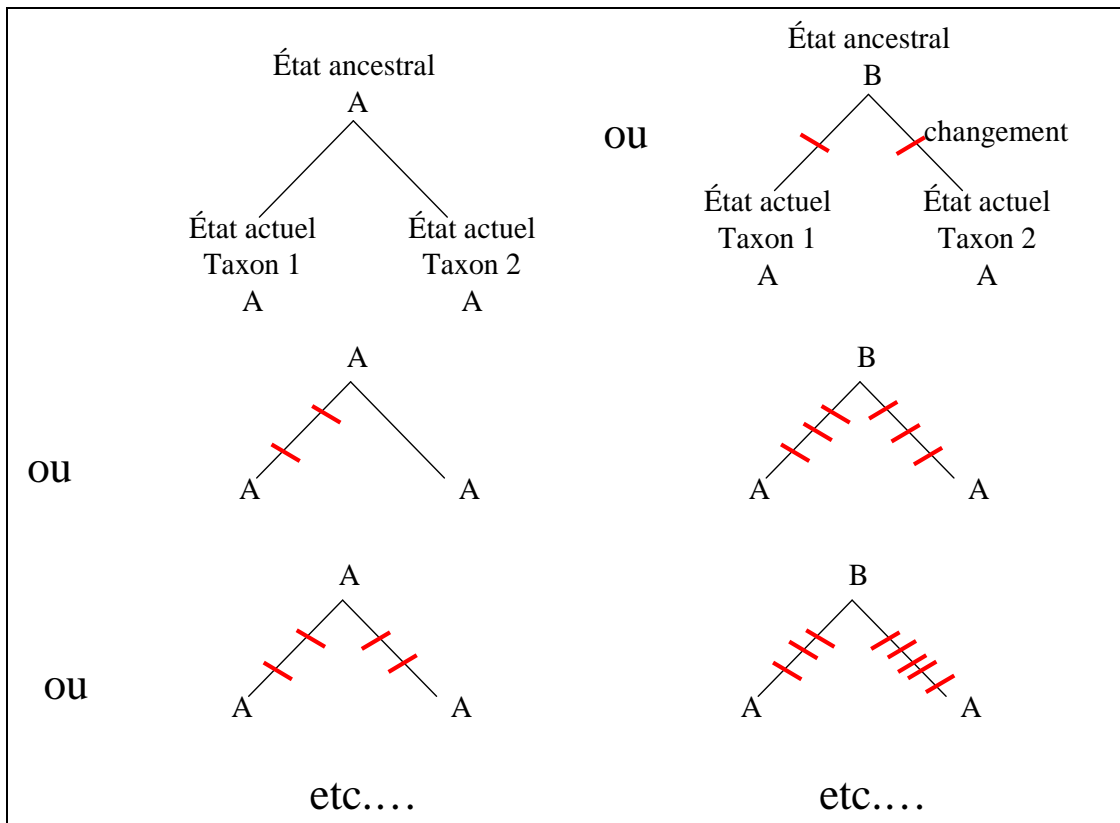 État ancestral
A
État actuel
Taxon 1
A
État actuel
Taxon 2
A
ou
État ancestral
B
changement
État actuel
Taxon 1
A
État actuel
Taxon 2
A
ou
A
A
A
B
A
A
ou
A
A
A
B
A
A
etc.…
etc.…